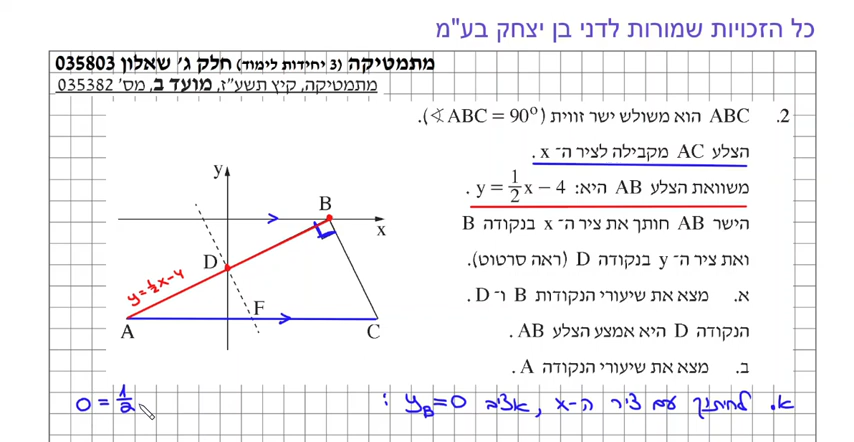 כל הזכויות שמורות לדני בן יצחק בע"מ
מתמטיקה (3 יחידות לימוד) חלק ג' שאלון 035803
מתמטיקה, קיץ תשע"ז, מועד ב, מס' 035382
2. ABC הוא משולש ישר זווית (∢ABC = 90°).
הצלע AC מקבילה לציר ה־ x.
משוואת הצלע AB היא: y = 1/2 x − 4.
הישר AB חותך את ציר ה־x בנקודה B
ואת ציר ה־y בנקודה D (ראה סרטוט).
א. מצא את שיעורי הנקודות B ו־D.
הנקודה D היא אמצע הצלע AB.
ב. מצא את שיעורי הנקודה A.
y
B
x
D
y=1/2x-4
F
A
C
א. לחיתוך עם ציר ה-x, אציב y_B=0 :
0 = 1/2